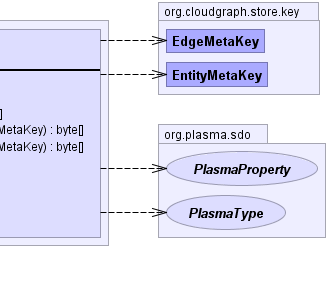 org.cloudgraph.store.key
EdgeMetaKey
EntityMetaKey
]
MetaKey) : byte[]
MetaKey) : byte[]
org.plasma.sdo
PlasmaProperty
PlasmaType